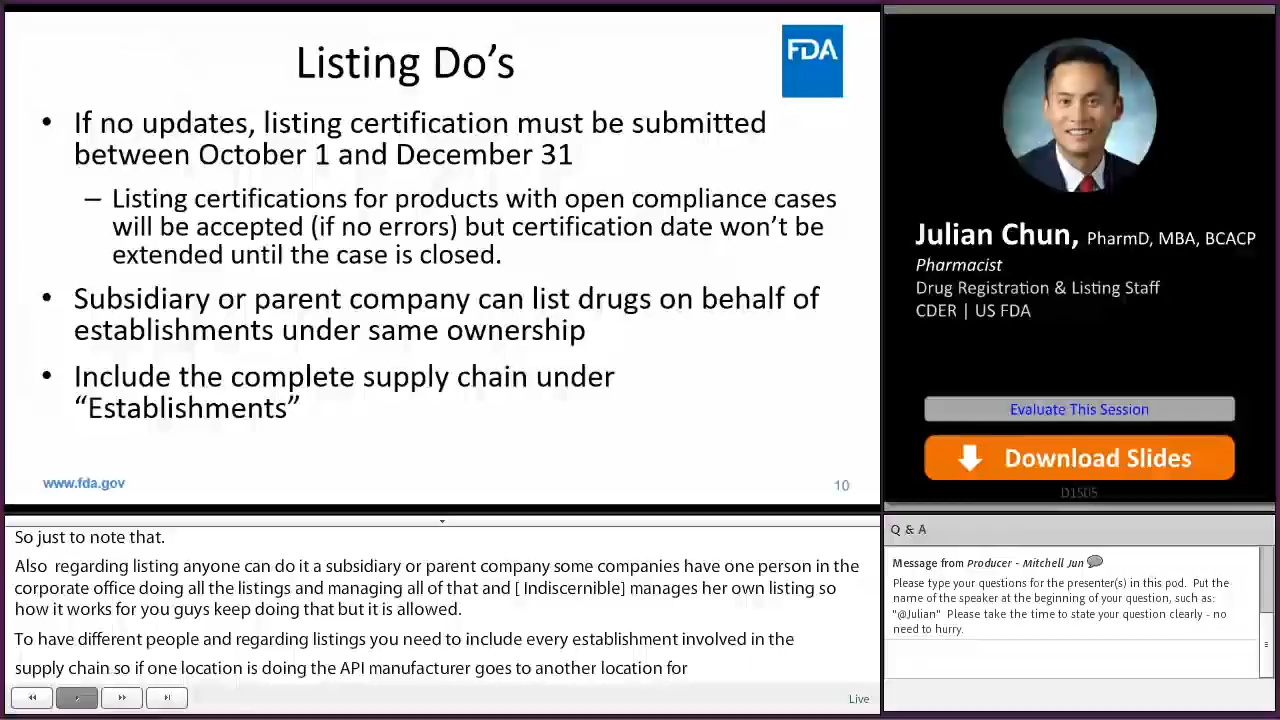 Listing Do's
FDA
• If no updates, listing certification must be submitted
between October 1 and December 31
– Listing certifications for products with open compliance cases
will be accepted (if no errors) but certification date won't be
extended until the case is closed.
• Subsidiary or parent company can list drugs on behalf of
establishments under same ownership
• Include the complete supply chain under
“Establishments”
www.fda.gov
10
Julian Chun, PharmD, MBA, BCACP
Pharmacist
Drug Registration & Listing Staff
CDER | US FDA
Evaluate This Session
Download Slides
D1505
So just to note that.
Also  regarding listing anyone can do it a subsidiary or parent company some companies have one person in the
corporate office doing all the listings and managing all of that and [ Indiscernible] manages her own listing so
how it works for you guys keep doing that but it is allowed.
To have different people and regarding listings you need to include every establishment involved in the
supply chain so if one location is doing the API manufacturer goes to another location for
Live
Q & A
Message from Producer - Mitchell Jun
Please type your questions for the presenter(s) in this pod.  Put the
name of the speaker at the beginning of your question, such as:
"@Julian"  Please take the time to state your question clearly - no
need to hurry.